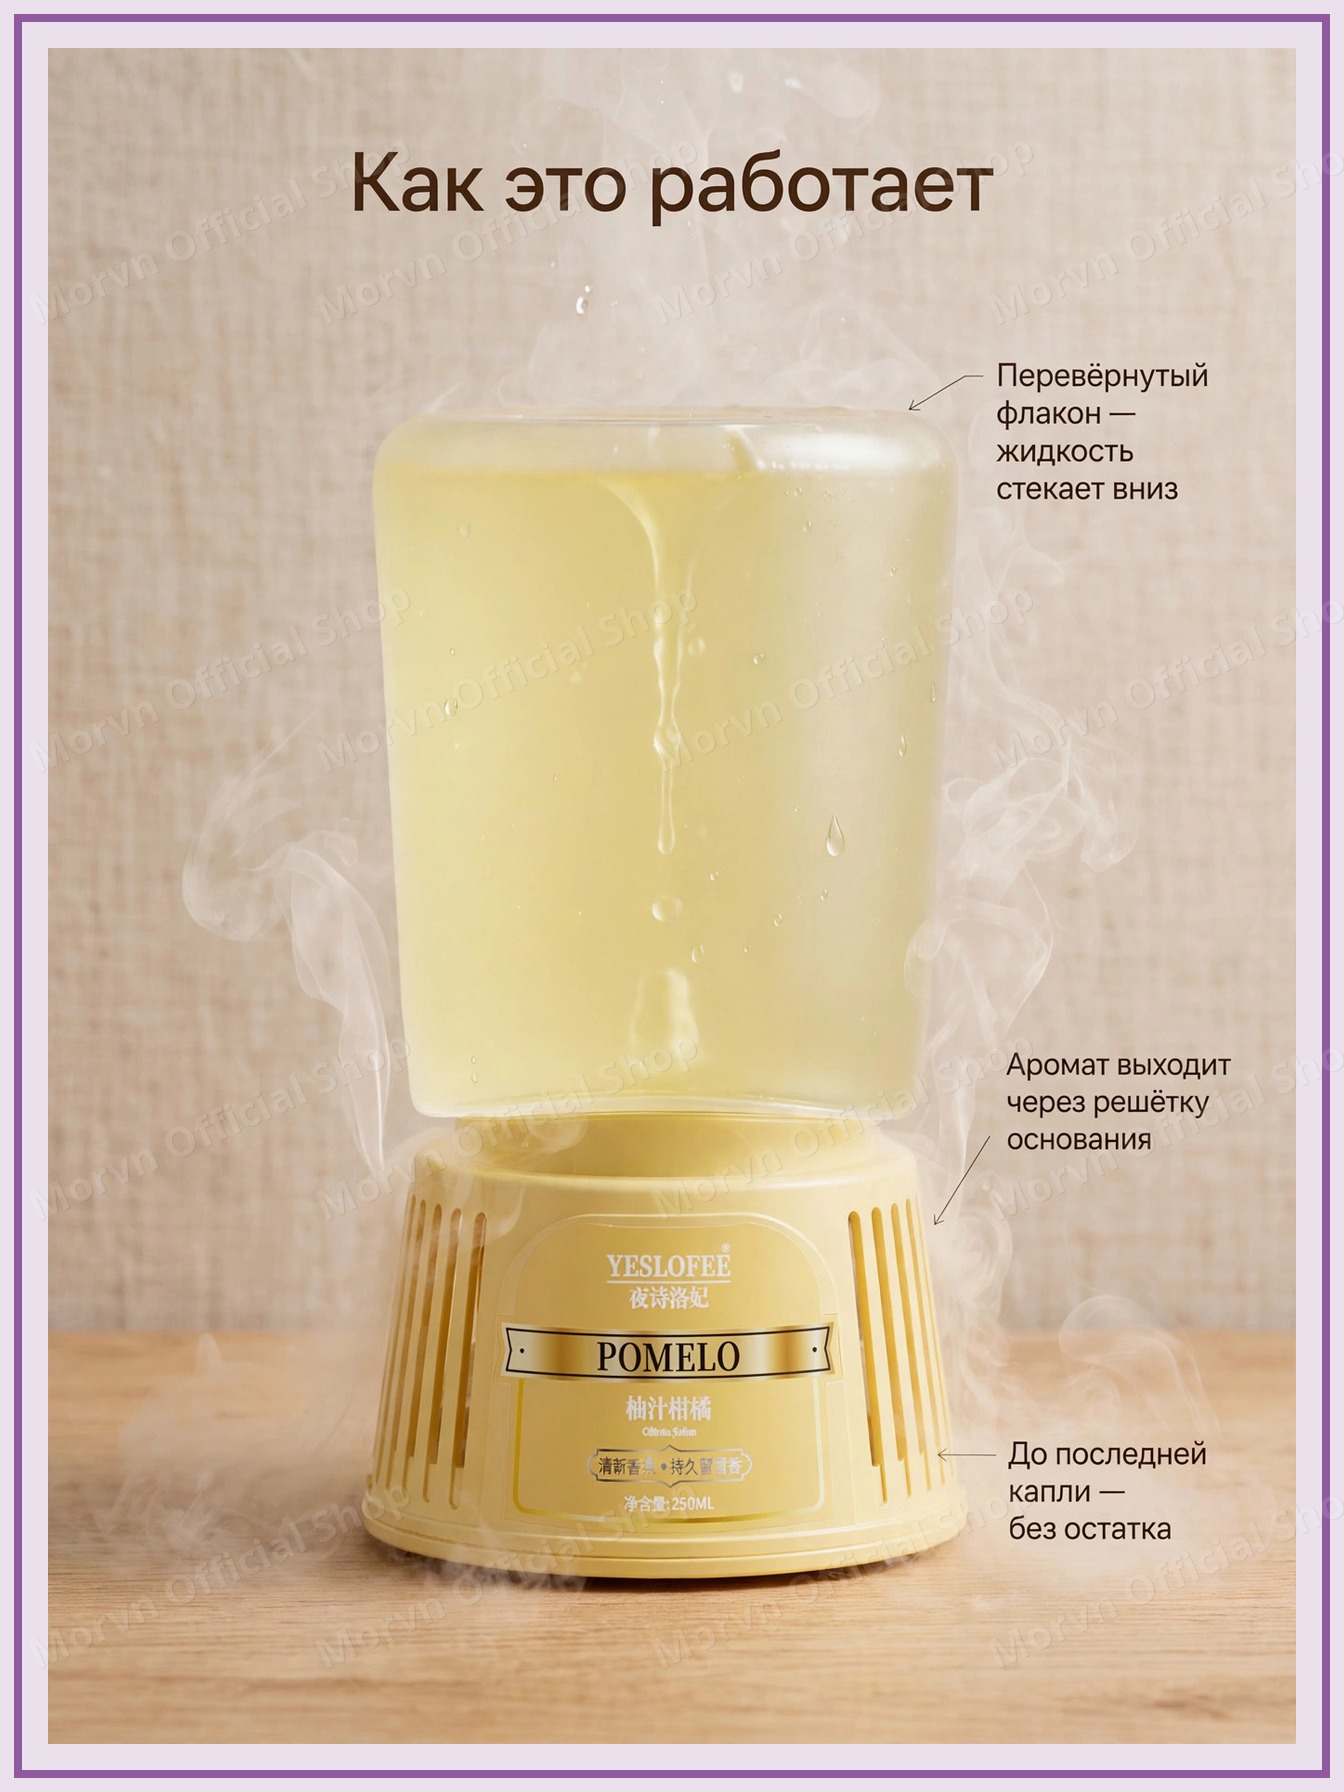 Как это работает
Перевёрнутый
флакон —
жидкость
стекает вниз
Аромат выходит
через решётку
основания
YESLOFEE®
夜诗洛妃
POMELO
柚汁柑橘
До последней
капли —
без остатка
净含量:250ML
Morvn Official Shop